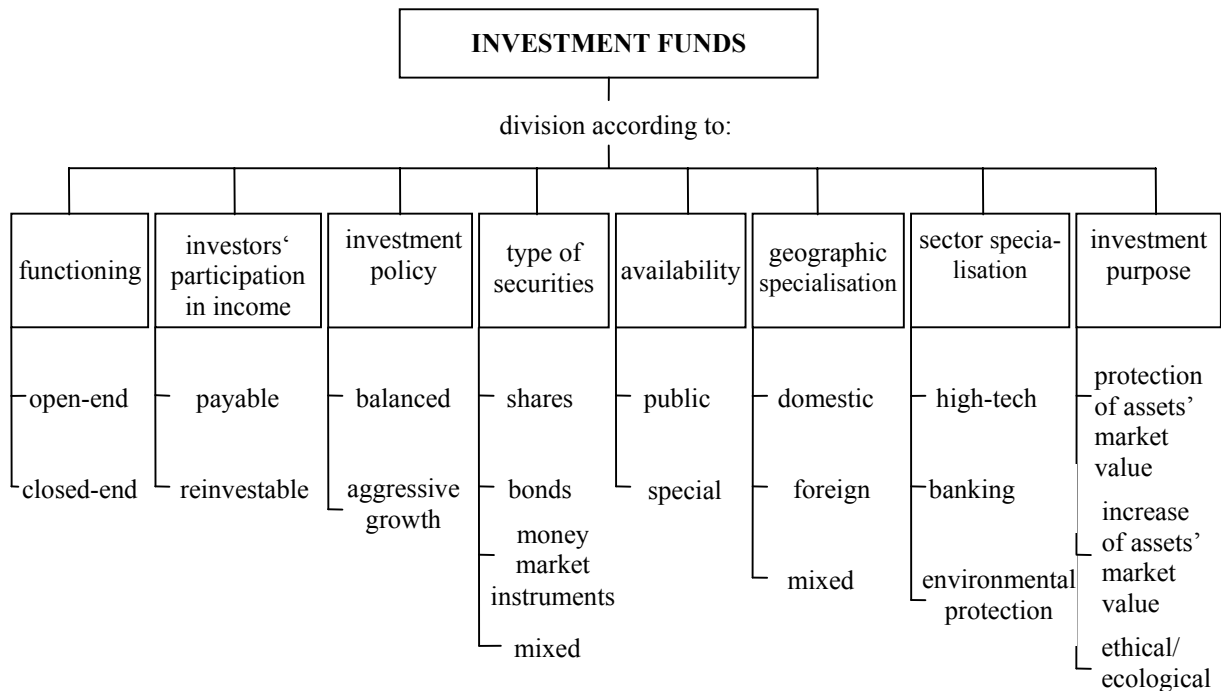 INVESTMENT FUNDS
division according to:
functioning
open-end
closed-end
investors‘
participation
in income
payable
reinvestable
investment
policy
balanced
aggressive
growth
type of
securities
shares
bonds
money
market
instruments
mixed
availability
public
special
geographic
specialisation
domestic
foreign
mixed
sector specia-
lisation
high-tech
banking
environmental
protection
investment
purpose
protection
of assets’
market
value
increase
of assets’
market
value
ethical/
ecological